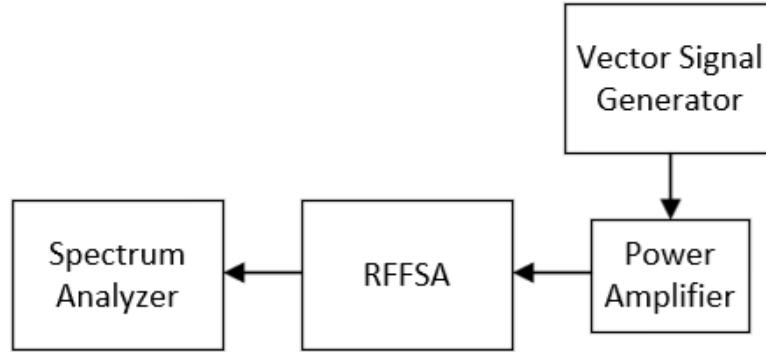 Vector Signal
Generator
Spectrum
Analyzer
RFFSA
Power
Amplifier